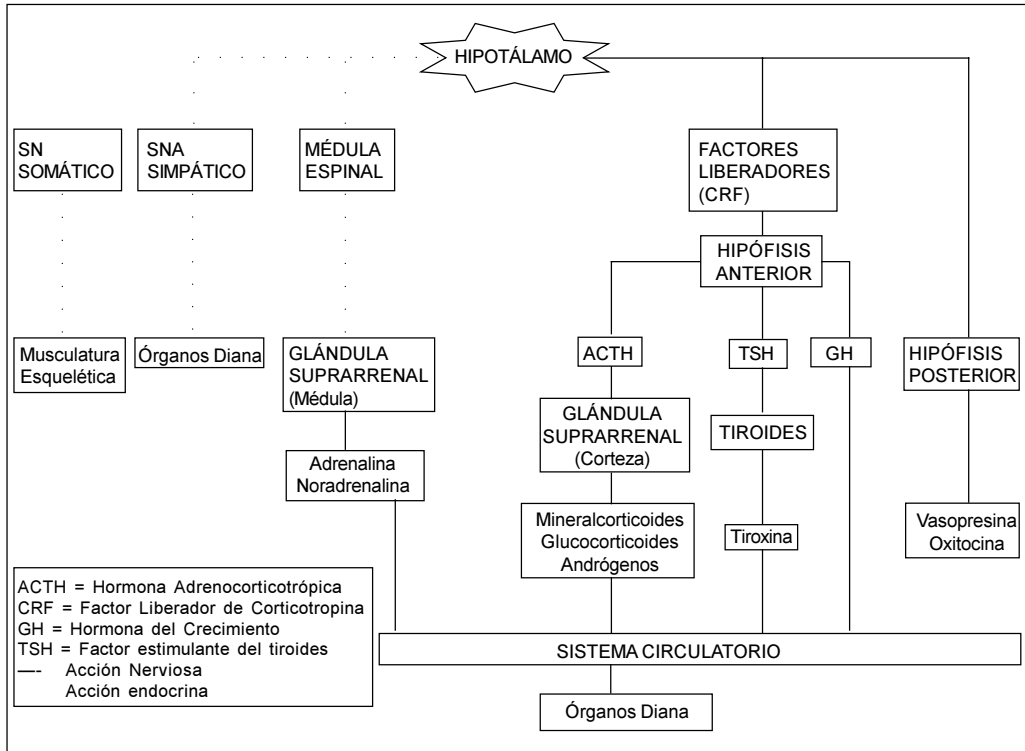 HIPOTÁLAMO
SN
SOMÁTICO
SNA
SIMPÁTICO
MÉDULA
ESPINAL
FACTORES
LIBERADORES
(CRF)
HIPÓFISIS
ANTERIOR
Musculatura
Esquelética
Órganos Diana
GLÁNDULA
SUPRARRENAL
(Médula)
ACTH
TSH
GH
HIPÓFISIS
POSTERIOR
GLÁNDULA
SUPRARRENAL
(Corteza)
TIROIDES
Adrenalina
Noradrenalina
Mineralcorticoides
Glucocorticoides
Andrógenos
Tiroxina
Vasopresina
Oxitocina
ACTH = Hormona Adrenocorticotrópica
CRF = Factor Liberador de Corticotropina
GH = Hormona del Crecimiento
TSH = Factor estimulante del tiroides
—- Acción Nerviosa
Acción endocrina
SISTEMA CIRCULATORIO
Órganos Diana